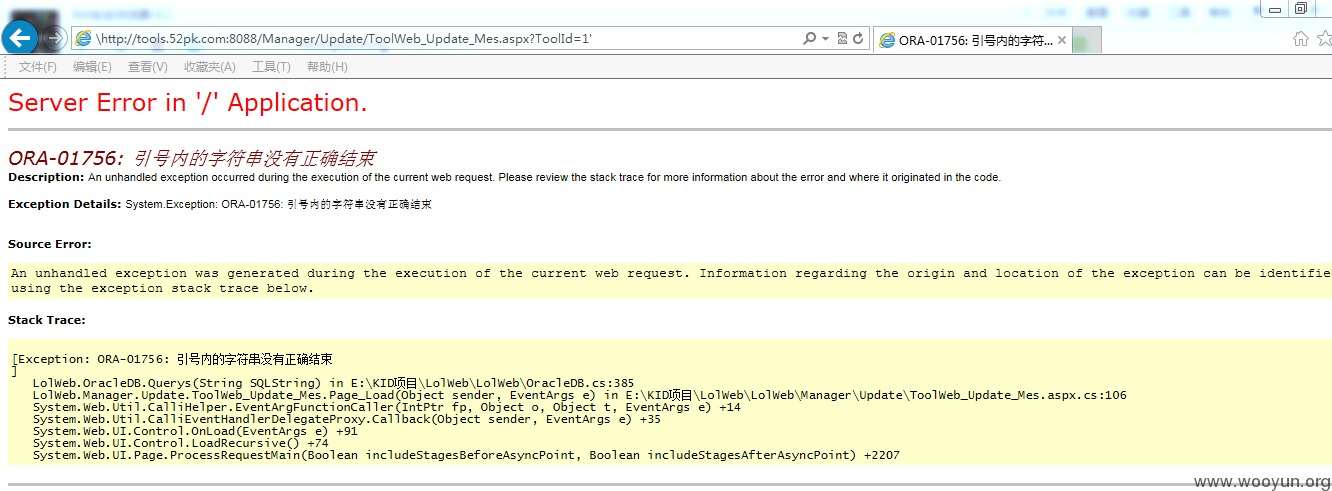 \http://tools.52pk.com:8088/Manager/Update/ToolWeb_Update_Mes.aspx?ToolId=1'
ORA-01756: 引号内的字符...
文件(F) 编辑(E) 查看(V) 收藏夹(A) 工具(T) 帮助(H)
Server Error in '/' Application.
ORA-01756: 引号内的字符串没有正确结束
Description: An unhandled exception occurred during the execution of the current web request. Please review the stack trace for more information about the error and where it originated in the code.
Exception Details: System.Exception: ORA-01756: 引号内的字符串没有正确结束
Source Error:
An unhandled exception was generated during the execution of the current web request. Information regarding the origin and location of the exception can be identifie
using the exception stack trace below.
Stack Trace:
[Exception: ORA-01756: 引号内的字符串没有正确结束
]
LolWeb.OracleDB.Querys(String SQLString) in E:\KID项目\LolWeb\LolWeb\OracleDB.cs:385
LolWeb.Manager.Update.ToolWeb_Update_Mes.Page_Load(Object sender, EventArgs e) in E:\KID项目\LolWeb\LolWeb\Manager\Update\ToolWeb_Update_Mes.aspx.cs:106
System.Web.Util.CalliHelper.EventArgFunctionCaller(IntPtr fp, Object o, Object t, EventArgs e) +14
System.Web.Util.CalliEventHandlerDelegateProxy.Callback(Object sender, EventArgs e) +35
System.Web.UI.Control.OnLoad(EventArgs e) +91
System.Web.UI.Control.LoadRecursive() +74
System.Web.UI.Page.ProcessRequestMain(Boolean includeStagesBeforeAsyncPoint, Boolean includeStagesAfterAsyncPoint) +2207
www.wooyun.org